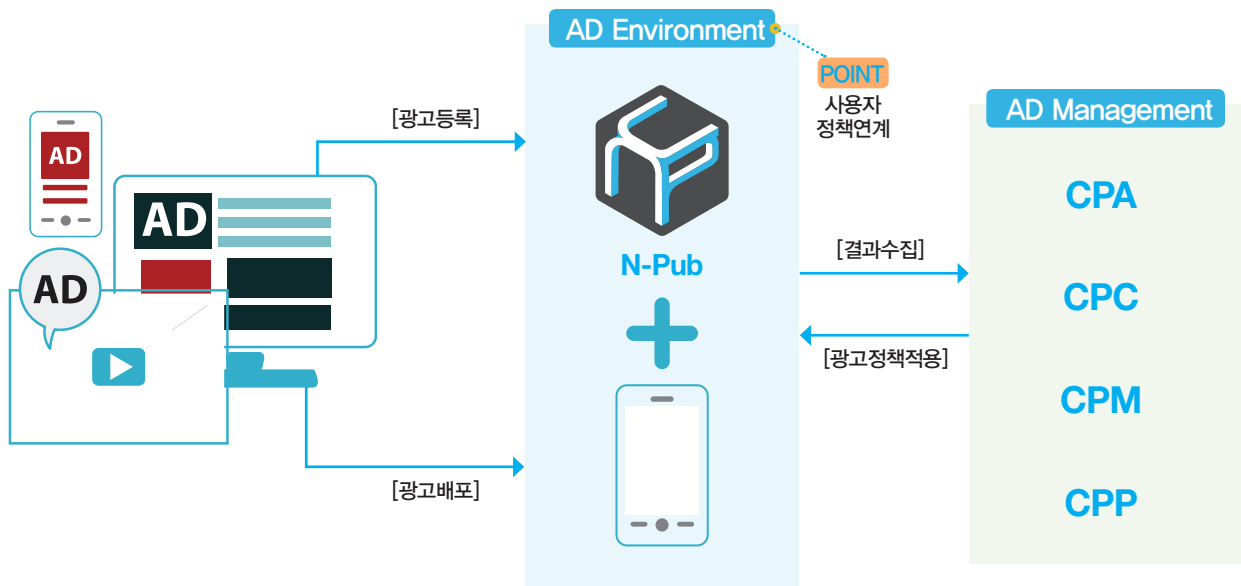 AD Environment
POINT
사용자
정책연계
AD Management
[광고등록]
AD
AD
AD
N-Pub
[결과수집]
[광고정책적용]
[광고배포]
CPA
CPC
CPM
CPP